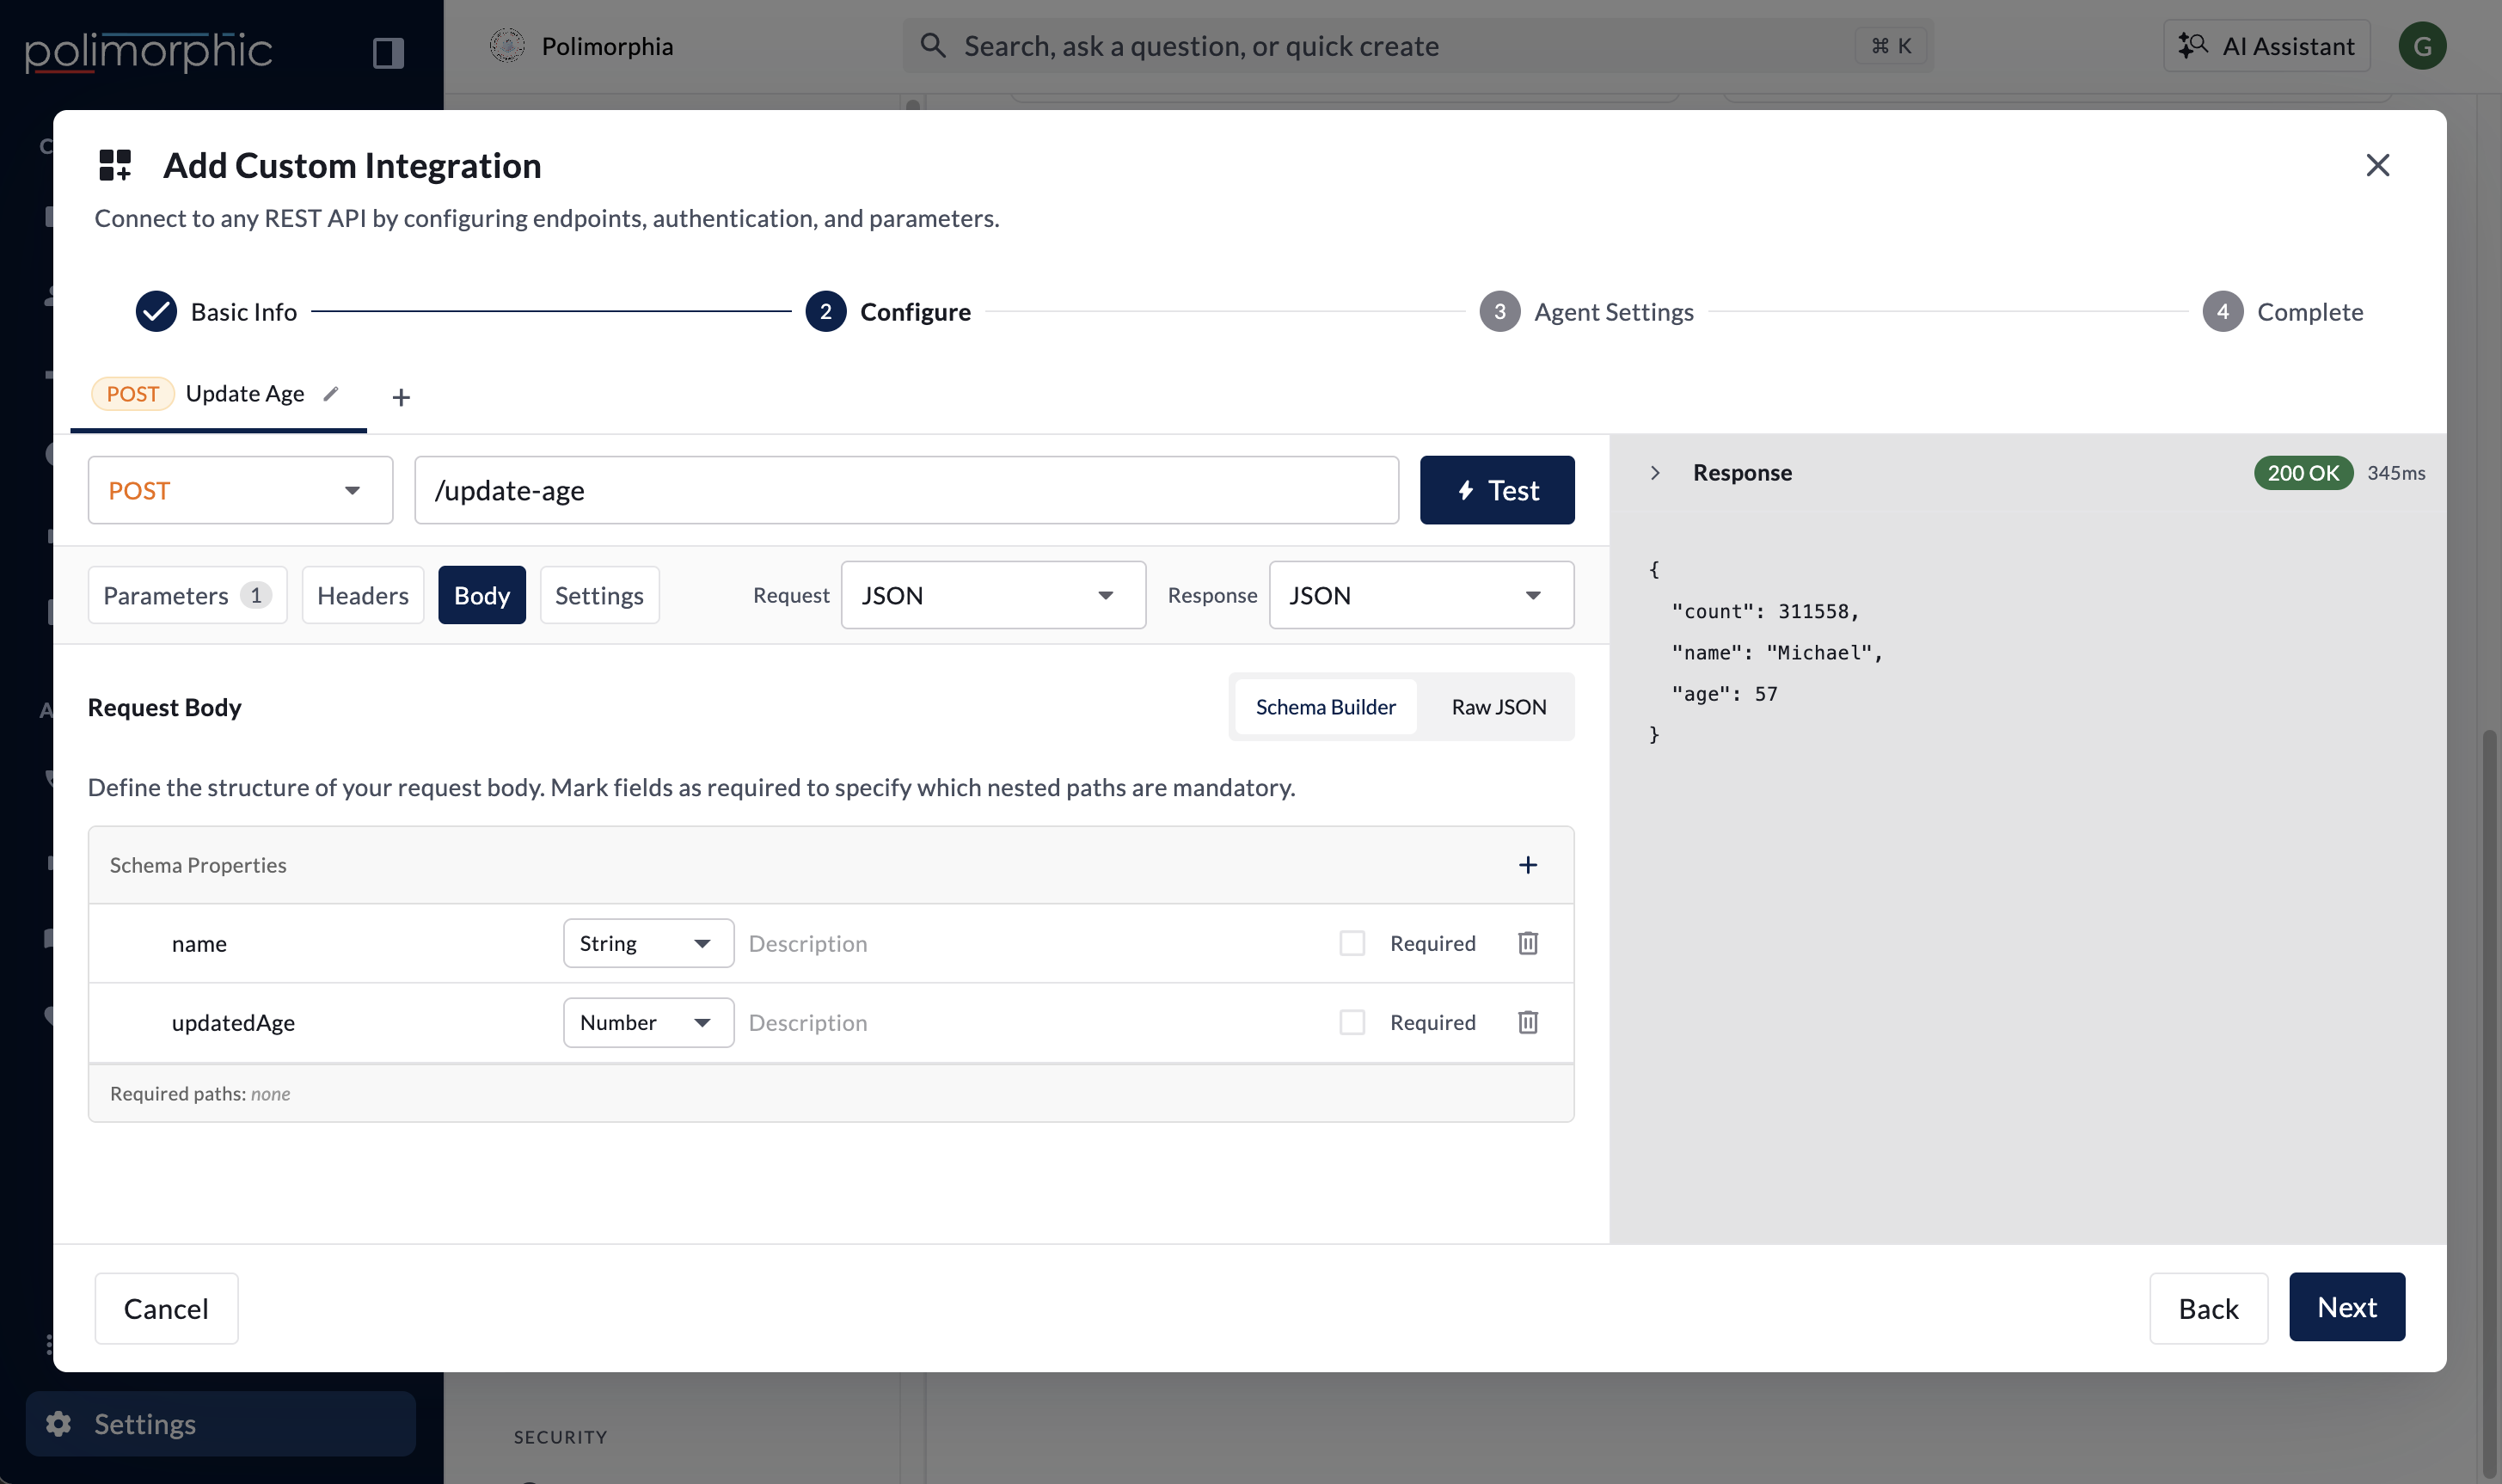 polimorphic
Polimorphia
Search, ask a question, or quick create
⌘ K
AI Assistant
G
Add Custom Integration
Connect to any REST API by configuring endpoints, authentication, and parameters.
Basic Info
2 Configure
3 Agent Settings
4 Complete
POST Update Age
POST
/update-age
Test
Response
200 OK 345ms
Parameters 1
Headers
Body
Settings
Request JSON
Response JSON
{
"count": 311558,
"name": "Michael",
"age": 57
}
Request Body
Schema Builder
Raw JSON
Define the structure of your request body. Mark fields as required to specify which nested paths are mandatory.
Schema Properties
name String Description Required
updatedAge Number Description Required
Required paths: none
Cancel
Back
Next
Settings
SECURITY